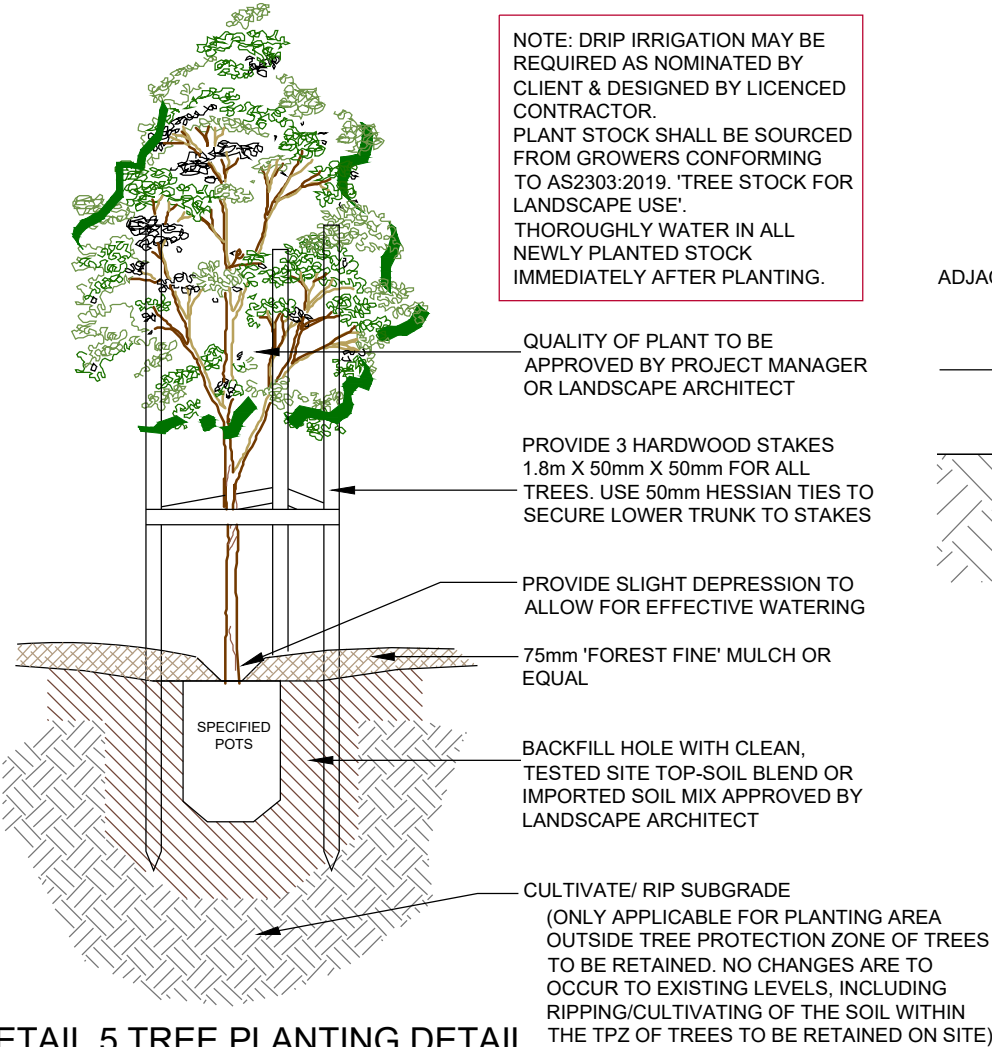 NOTE: DRIP IRRIGATION MAY BE
REQUIRED AS NOMINATED BY
CLIENT & DESIGNED BY LICENCED
CONTRACTOR.
PLANT STOCK SHALL BE SOURCED
FROM GROWERS CONFORMING
TO AS2303:2019. 'TREE STOCK FOR
LANDSCAPE USE'.
THOROUGHLY WATER IN ALL
NEWLY PLANTED STOCK
IMMEDIATELY AFTER PLANTING.
QUALITY OF PLANT TO BE
APPROVED BY PROJECT MANAGER
OR LANDSCAPE ARCHITECT
PROVIDE 3 HARDWOOD STAKES
1.8m X 50mm X 50mm FOR ALL
TREES. USE 50mm HESSIAN TIES TO
SECURE LOWER TRUNK TO STAKES
PROVIDE SLIGHT DEPRESSION TO
ALLOW FOR EFFECTIVE WATERING
75mm 'FOREST FINE' MULCH OR
EQUAL
SPECIFIED
POTS
BACKFILL HOLE WITH CLEAN,
TESTED SITE TOP-SOIL BLEND OR
IMPORTED SOIL MIX APPROVED BY
LANDSCAPE ARCHITECT
CULTIVATE/ RIP SUBGRADE
(ONLY APPLICABLE FOR PLANTING AREA
OUTSIDE TREE PROTECTION ZONE OF TREES
TO BE RETAINED. NO CHANGES ARE TO
OCCUR TO EXISTING LEVELS, INCLUDING
RIPPING/CULTIVATING OF THE SOIL WITHIN
THE TPZ OF TREES TO BE RETAINED ON SITE)
ETAIL 5 TREE PLANTING DETAIL
ADJAC